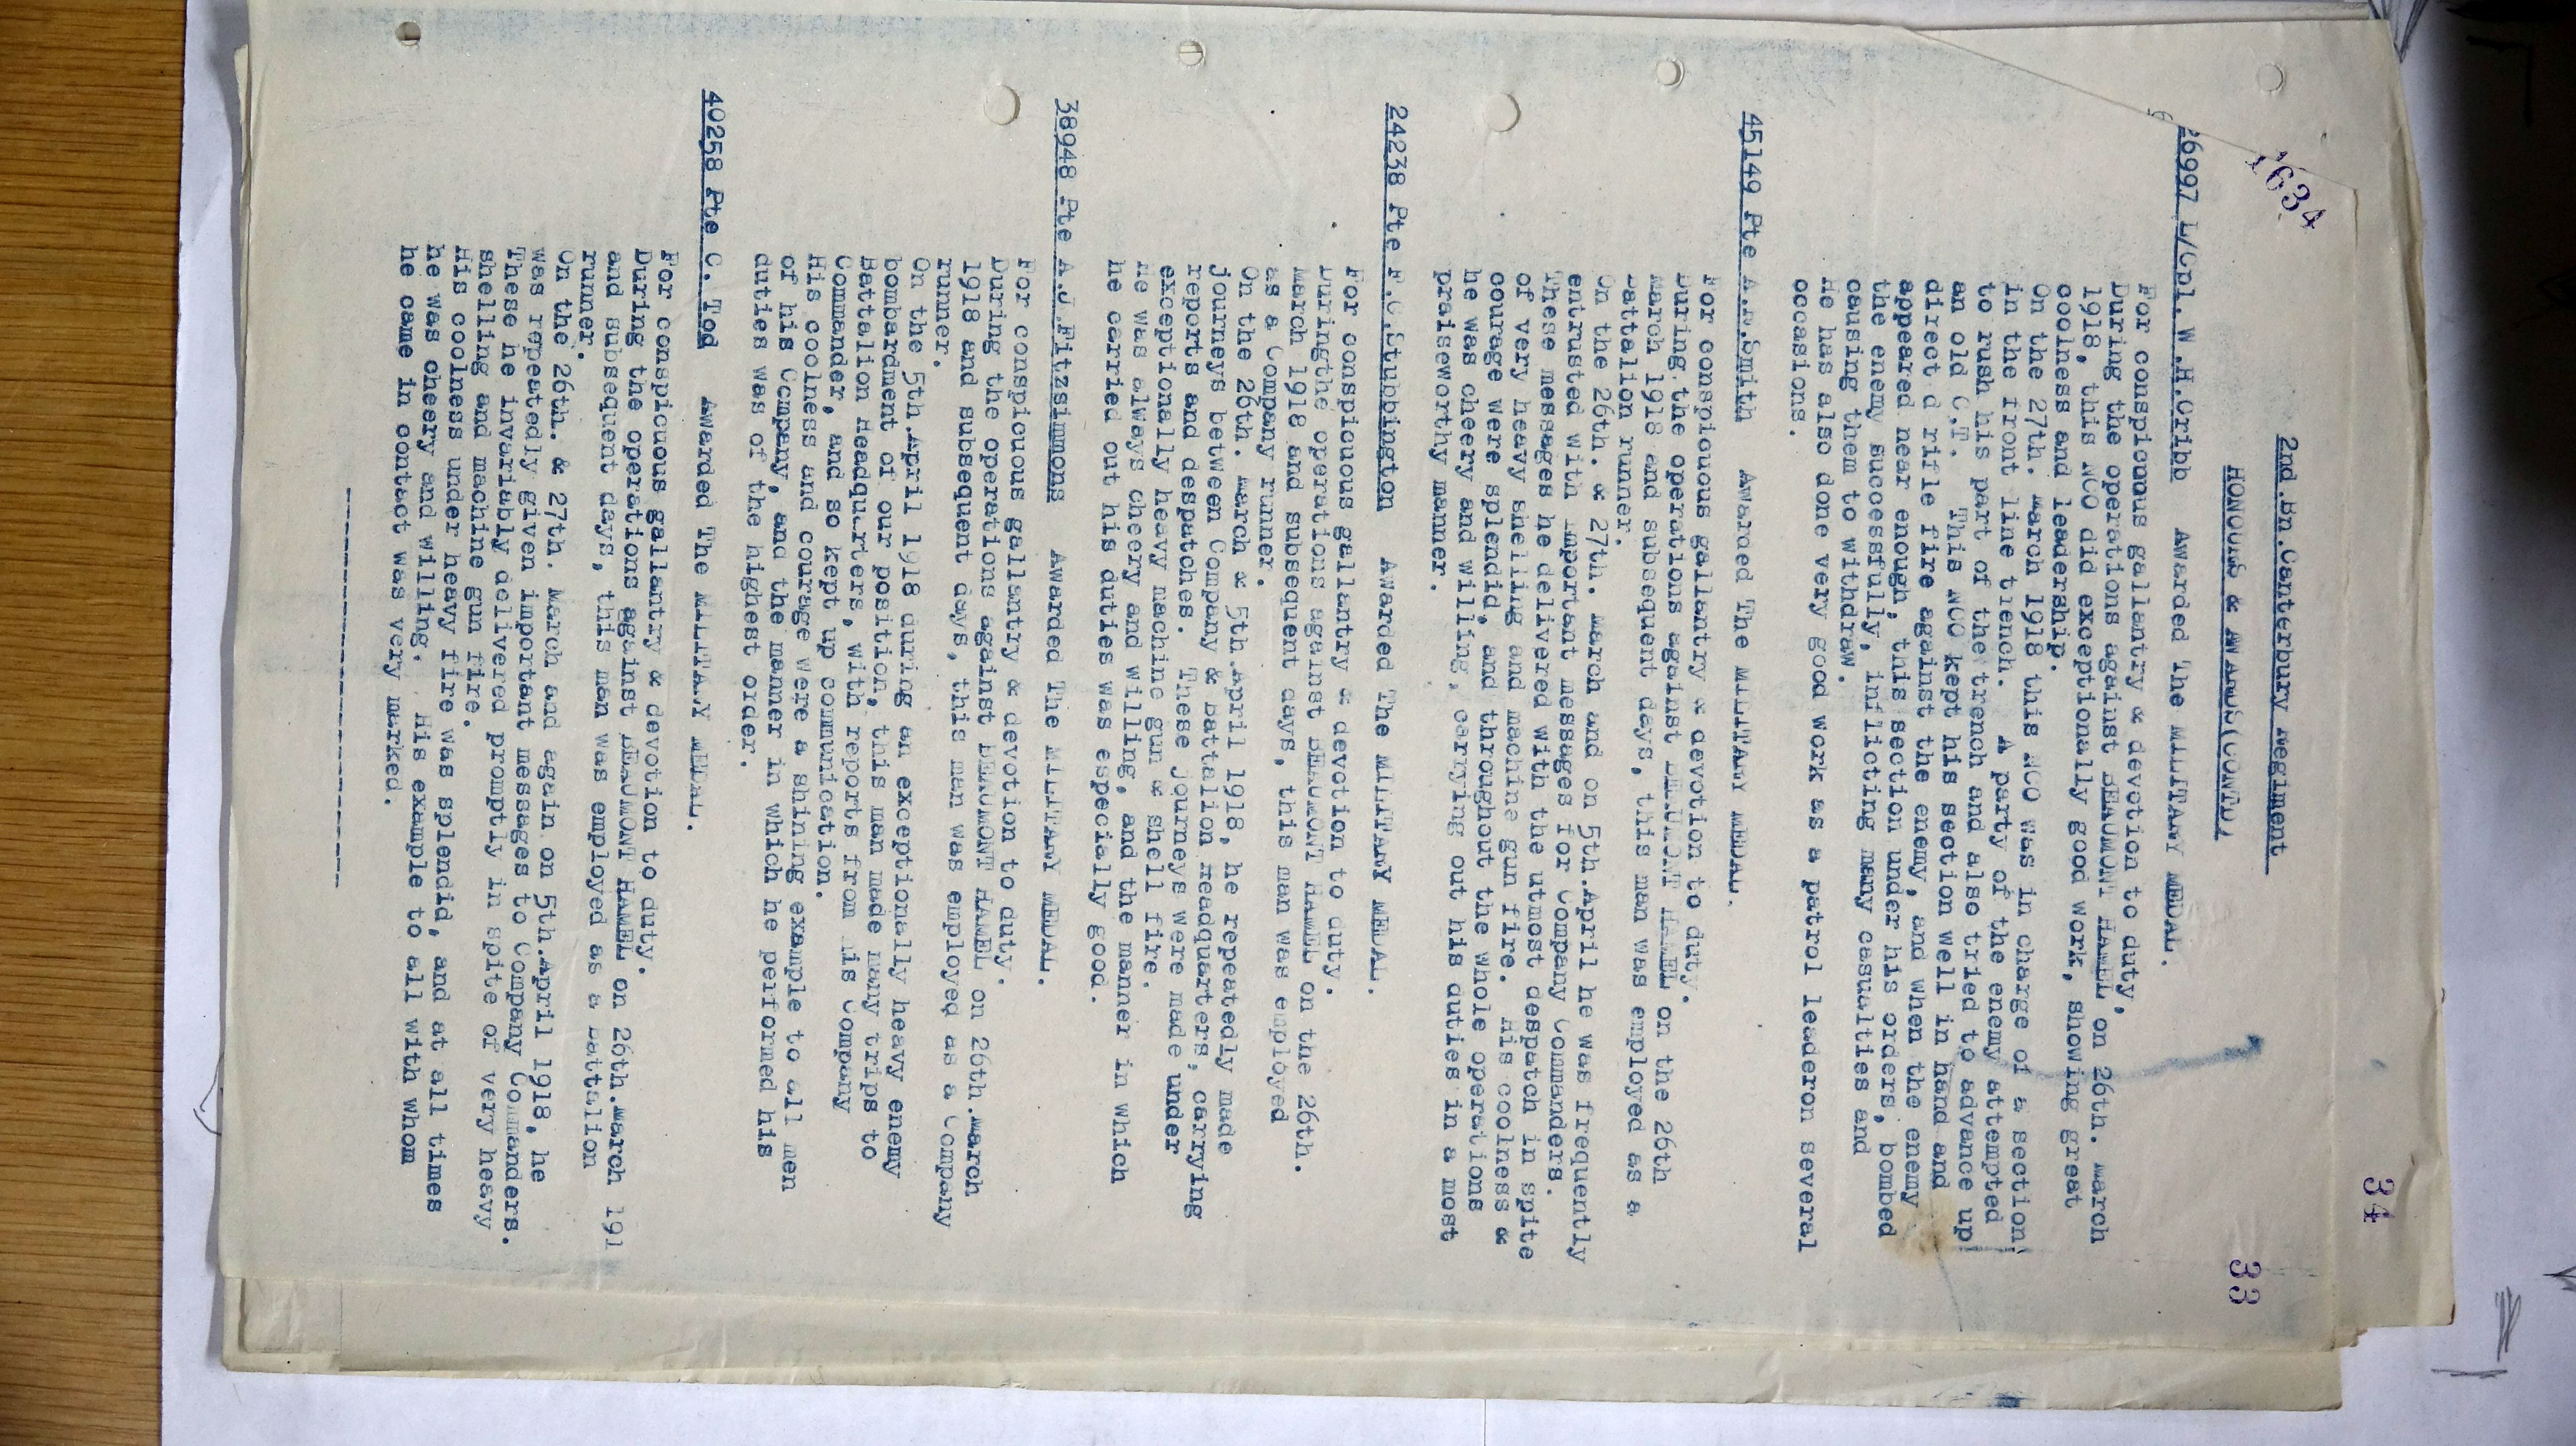 34
33
1634
2nd.Bn.Canterbury Regiment
HONOURS & AWARDS(CONTD)
26997 L/Cpl. W.H.Cribb Awarded The MILITARY MEDAL.
For conspicuous gallantry & devotion to duty,
During the operations against BEAUMONT HAMEL on 26th. March
1918, this NCO did exceptionally good work, showing great
coolness and leadership.
On the 27th. March 1918 this NCO was in charge of a section
in the front line trench. A party of the enemy attempted
to rush his part of the trench and also tried to advance up
an old C.T. This NCO kept his section well in hand and
direct d rifle fire against the enemy, and when the enemy
appeared near enough, this section under his orders, bombed
the enemy successfully, inflicting many casualties and
causing them to withdraw.
He has also done very good work as a patrol leaderon several
occasions.
45149 Pte A.R.Smith Awarded The MILITARY MEDAL.
For conspicuous gallantry & devotion to duty.
During the operations against BEAUMONT HAMEL on the 26th
March 1918 and subsequent days, this man was employed as a
Battalion runner.
On the 26th. & 27th. March and on 5th.April he was frequently
entrusted with important messages for Company Commanders.
These messages he delivered with the utmost despatch in spite
of very heavy shelling and machine gun fire. His coolness &
courage were splendid, and throughout the whole operations
he was cheery and willing, carrying out his duties in a most
praiseworthy manner.
24238 Pte F.C.Stubbington Awarded The MILITARY MEDAL.
For conspicuous gallantry & devotion to duty.
Duringthe operations against BEAUMONT HAMEL on the 26th.
March 1918 and subsequent days, this man was employed
as a Company runner.
On the 26th. March & 5th.April 1918, he repeatedly made
journeys between Company & Battalion Headquarters, carrying
reports and despatches. These journeys were made under
exceptionally heavy machine gun & shell fire.
He was always cheery and willing, and the manner in which
he carried out his duties was especially good.
38948 Pte A.J.Fitzsimmons Awarded The MILITARY MEDAL.
For conspicuous gallantry & devotion to duty.
During the operations against BEAUMONT HAMEL on 26th.March
1918 and subsequent days, this man was employed as a Company
runner.
On the 5th.April 1918 during an exceptionally heavy enemy
bombardment of our position, this man made many trips to
Battalion Headqu.rters, with reports from his Company
Commander, and so kept up communication.
His coolness and courage were a shining example to all men
of his Company, and the manner in which he performed his
duties was of the highest order.
40258 Pte C. Tod Awarded The MILITARY MEDAL.
For conspicuous gallantry & devotion to duty.
During the operations against BEAUMONT HAMEL on 26th.March 191
and subsequent days, this man was employed as a Battalion
runner.
On the 26th. & 27th. March and again on 5th.April 1918, he
was repeatedly given important messages to Company Commanders.
These he invariably delivered promptly in spite of very heavy
shelling and machine gun fire.
His coolness under heavy fire was splendid, and at all times
he was cheery and willing. His example to all with whom
he came in contact was very marked.